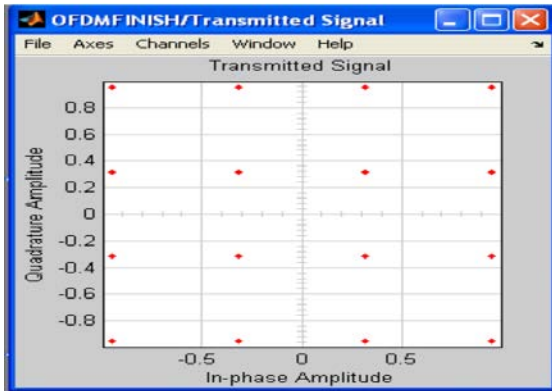 OFDMFINISH/Transmitted Signal
File Axes Channels Window Help
Transmitted Signal
Quadrature Amplitude
0.8
0.6
0.4
0.2
0
-0.2
-0.4
-0.6
-0.8
-0.5 0 0.5
In-phase Amplitude